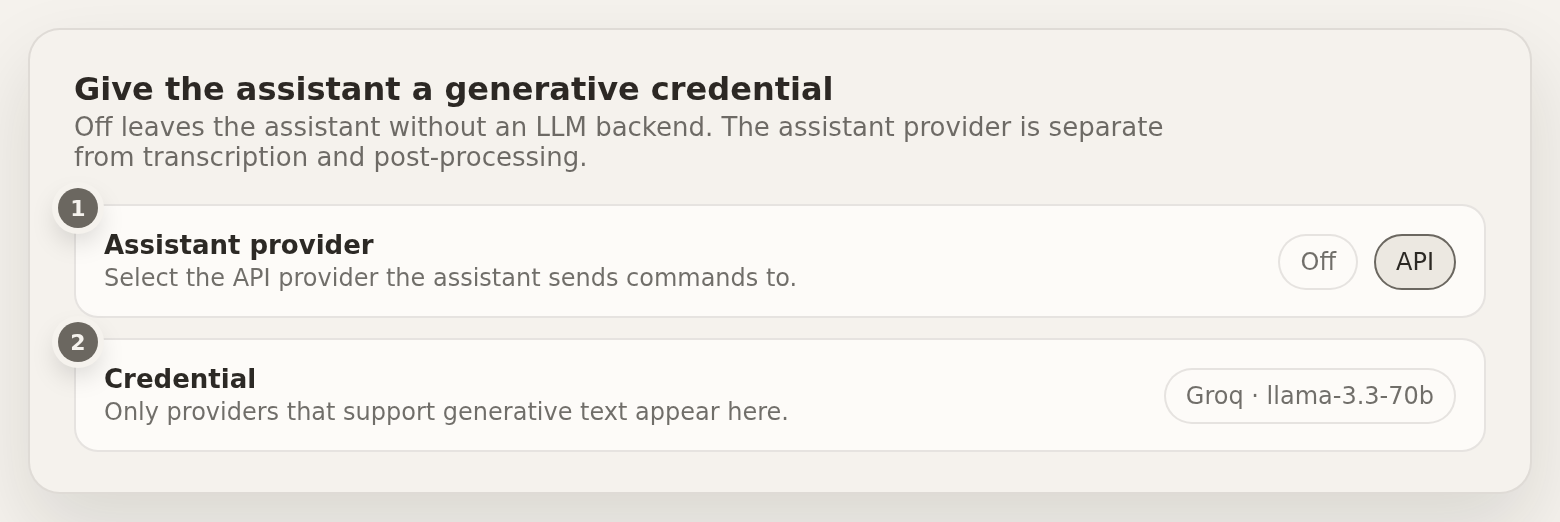 Give the assistant a generative credential
Off leaves the assistant without an LLM backend. The assistant provider is separate
from transcription and post-processing.
1
Assistant provider
Select the API provider the assistant sends commands to.
Off
API
2
Credential
Only providers that support generative text appear here.
Groq · llama-3.3-70b